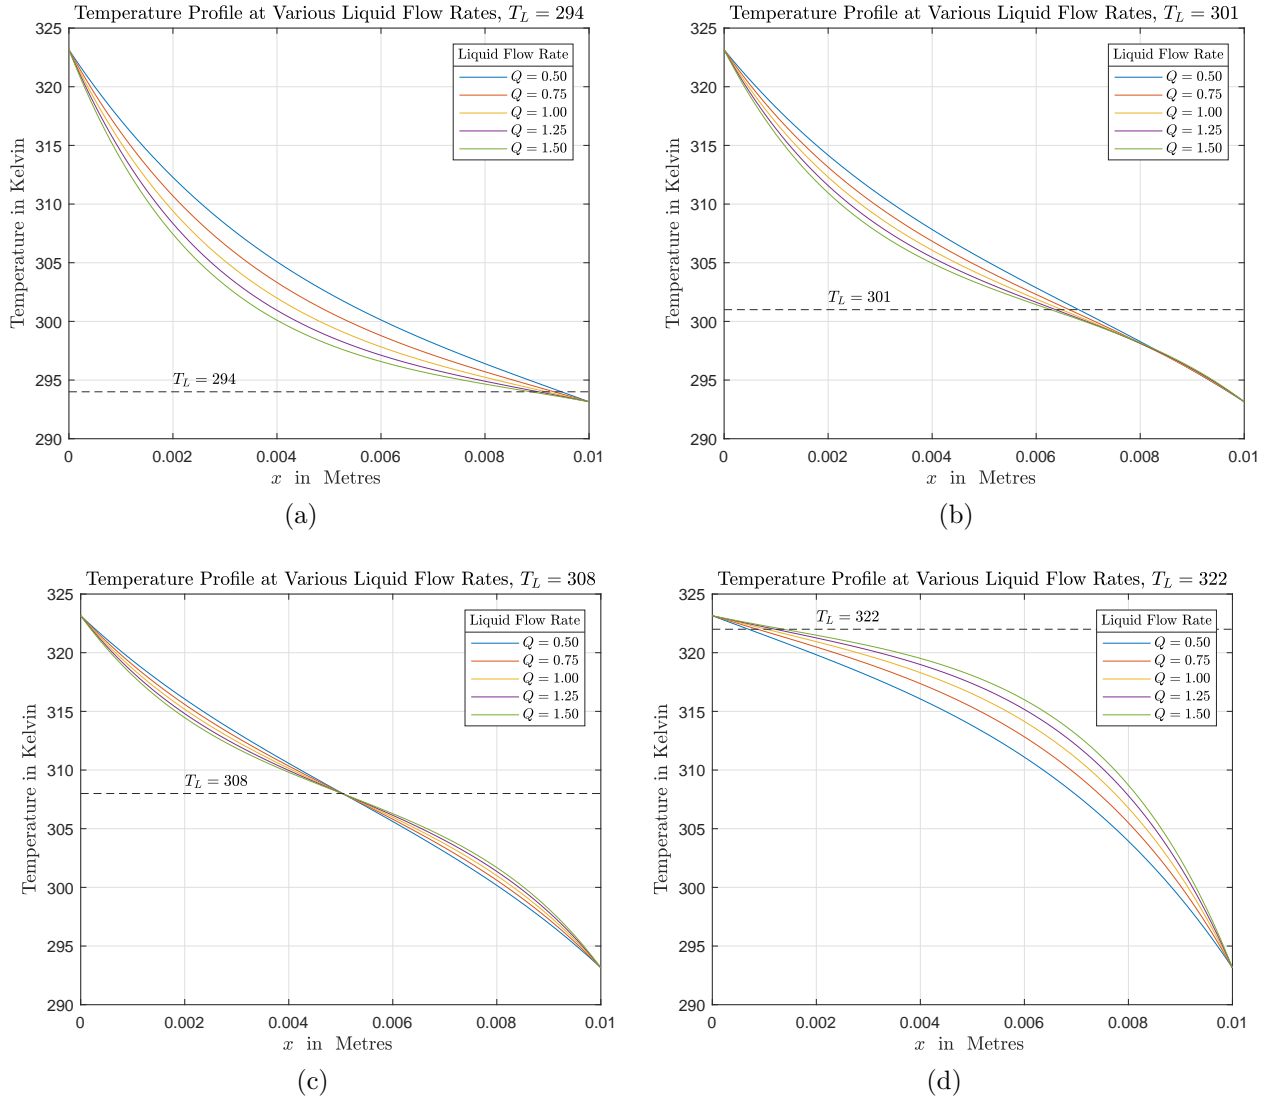 Temperature Profile at Various Liquid Flow Rates, T_L = 294
325
320
315
310
305
300
295
290
Temperature in Kelvin
Liquid Flow Rate
Q = 0.50
Q = 0.75
Q = 1.00
Q = 1.25
Q = 1.50
T_L = 294
0 0.002 0.004 0.006 0.008 0.01
x in Metres
(a)
Temperature Profile at Various Liquid Flow Rates, T_L = 301
325
320
315
310
305
300
295
290
Temperature in Kelvin
Liquid Flow Rate
Q = 0.50
Q = 0.75
Q = 1.00
Q = 1.25
Q = 1.50
T_L = 301
0 0.002 0.004 0.006 0.008 0.01
x in Metres
(b)
Temperature Profile at Various Liquid Flow Rates, T_L = 308
325
320
315
310
305
300
295
290
Temperature in Kelvin
Liquid Flow Rate
Q = 0.50
Q = 0.75
Q = 1.00
Q = 1.25
Q = 1.50
T_L = 308
0 0.002 0.004 0.006 0.008 0.01
x in Metres
(c)
Temperature Profile at Various Liquid Flow Rates, T_L = 322
325
320
315
310
305
300
295
290
Temperature in Kelvin
T_L = 322
Liquid Flow Rate
Q = 0.50
Q = 0.75
Q = 1.00
Q = 1.25
Q = 1.50
0 0.002 0.004 0.006 0.008 0.01
x in Metres
(d)